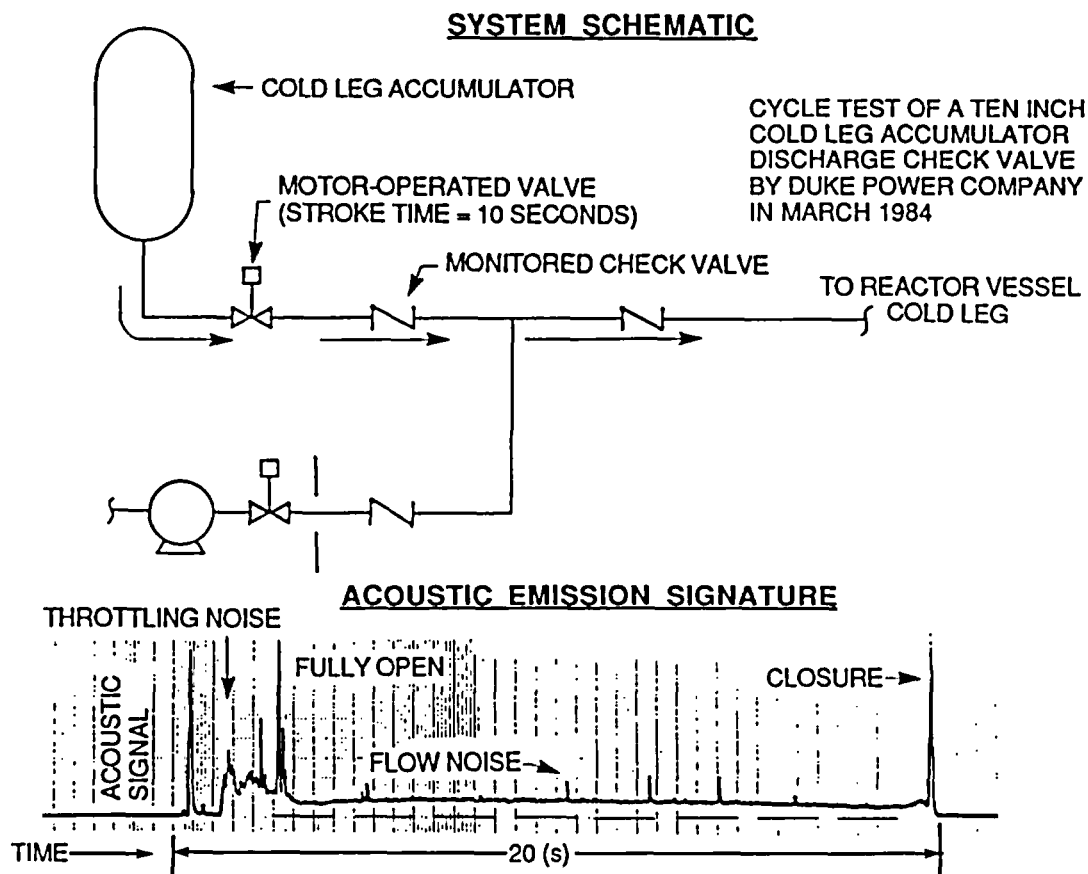 SYSTEM SCHEMATIC
COLD LEG ACCUMULATOR
CYCLE TEST OF A TEN INCH
COLD LEG ACCUMULATOR
DISCHARGE CHECK VALVE
BY DUKE POWER COMPANY
IN MARCH 1984
MOTOR-OPERATED VALVE
(STROKE TIME = 10 SECONDS)
MONITORED CHECK VALVE
TO REACTOR VESSEL
COLD LEG
ACOUSTIC EMISSION SIGNATURE
THROTTLING NOISE
FULLY OPEN
CLOSURE
ACOUSTIC
SIGNAL
FLOW NOISE
TIME
20 (s)